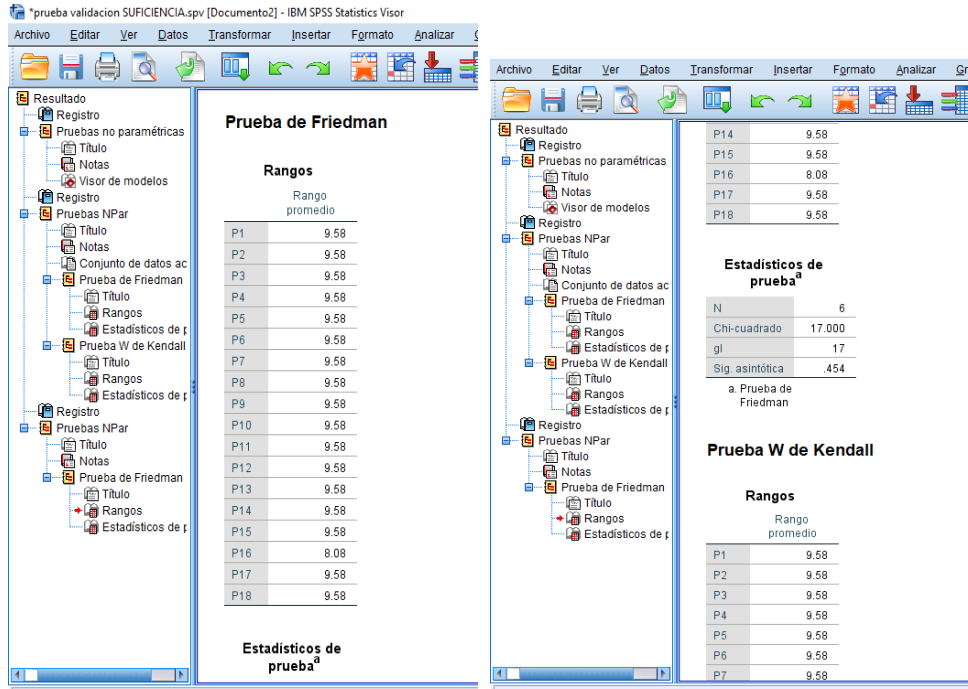 *prueba validacion SUFICIENCIA.spv [Documento2] - IBM SPSS Statistics Visor
Archivo Editar Ver Datos Transformar Insertar Formato Analizar
Resultado
Registro
Pruebas no paramétricas
Título
Notas
Visor de modelos
Registro
Pruebas NPar
Título
Notas
Conjunto de datos ac
Prueba de Friedman
Título
Rangos
Estadísticos de p
Prueba W de Kendall
Título
Rangos
Estadísticos de p
Registro
Pruebas NPar
Título
Notas
Prueba de Friedman
Título
Rangos
Estadísticos de p
Prueba de Friedman
Rangos
Rango
promedio
P1 9.58
P2 9.58
P3 9.58
P4 9.58
P5 9.58
P6 9.58
P7 9.58
P8 9.58
P9 9.58
P10 9.58
P11 9.58
P12 9.58
P13 9.58
P14 9.58
P15 9.58
P16 8.08
P17 9.58
P18 9.58
Estadísticos de
prueba a
Archivo Editar Ver Datos Transformar Insertar Formato Analizar Gr
Resultado
Registro
Pruebas no paramétricas
Título
Notas
Visor de modelos
Registro
Pruebas NPar
Título
Notas
Conjunto de datos ac
Prueba de Friedman
Título
Rangos
Estadísticos de p
Prueba W de Kendall
Título
Rangos
Estadísticos de p
Registro
Pruebas NPar
Título
Notas
Prueba de Friedman
Título
Rangos
Estadísticos de p
P14 9.58
P15 9.58
P16 8.08
P17 9.58
P18 9.58
Estadísticos de
prueba a
N 6
Chi-cuadrado 17.000
gl 17
Sig. asintótica .454
a. Prueba de
Friedman
Prueba W de Kendall
Rangos
Rango
promedio
P1 9.58
P2 9.58
P3 9.58
P4 9.58
P5 9.58
P6 9.58
P7 9.58